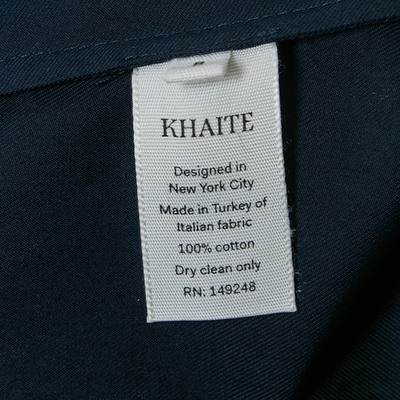 KHAITE
Designed in
New York City
Made in Turkey of
Italian fabric
100% cotton
Dry clean only
RN: 149248